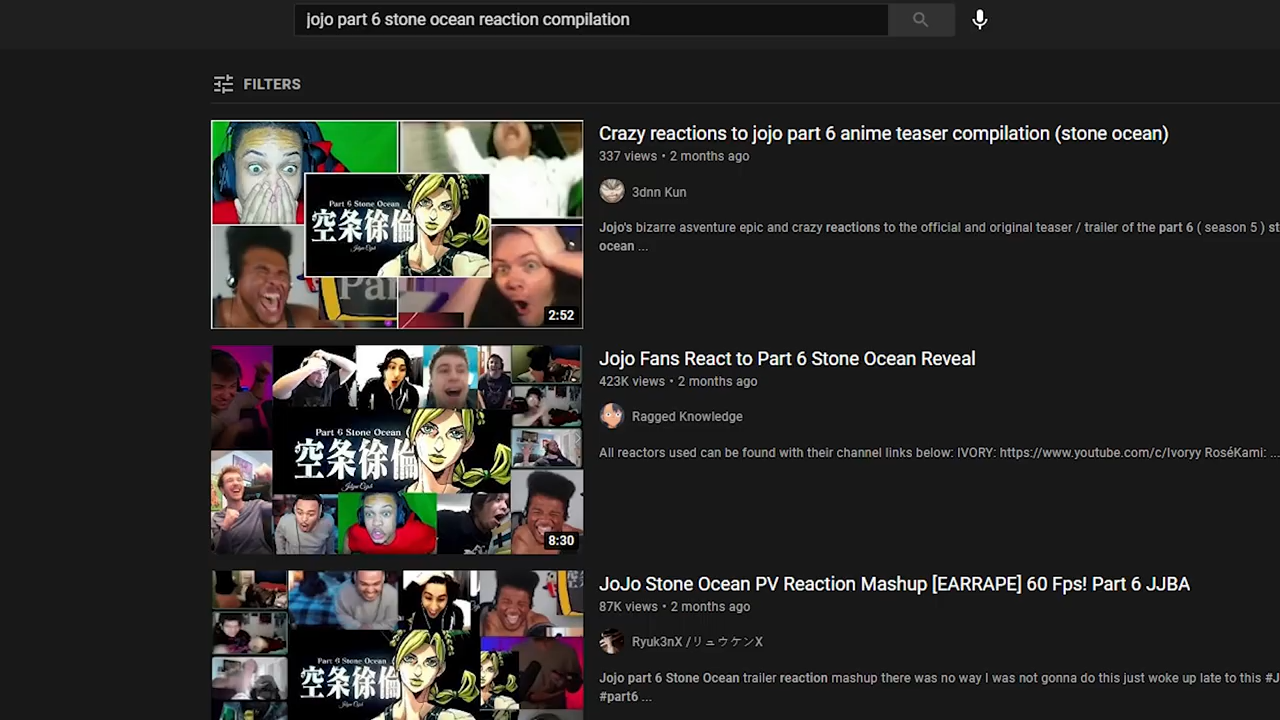 jojo part 6 stone ocean reaction compilation
FILTERS
Part 6 Stone Ocean
空条徐倫
Par
2:52
Crazy reactions to jojo part 6 anime teaser compilation (stone ocean)
337 views • 2 months ago
3dnn Kun
Jojo's bizarre asventure epic and crazy reactions to the official and original teaser / trailer of the part 6 ( season 5 ) st
ocean ...
Part 6 Stone Ocean
空条徐倫
8:30
Jojo Fans React to Part 6 Stone Ocean Reveal
423K views • 2 months ago
Ragged Knowledge
All reactors used can be found with their channel links below: IVORY: https://www.youtube.com/c/Ivoryy RoséKami: ...
Part 6 Stone Ocean
空条徐倫
JoJo Stone Ocean PV Reaction Mashup [EARRAPE] 60 Fps! Part 6 JJBA
87K views • 2 months ago
Ryuk3nX /リュウケンX
Jojo part 6 Stone Ocean trailer reaction mashup there was no way I was not gonna do this just woke up late to this #J
#part6 ...